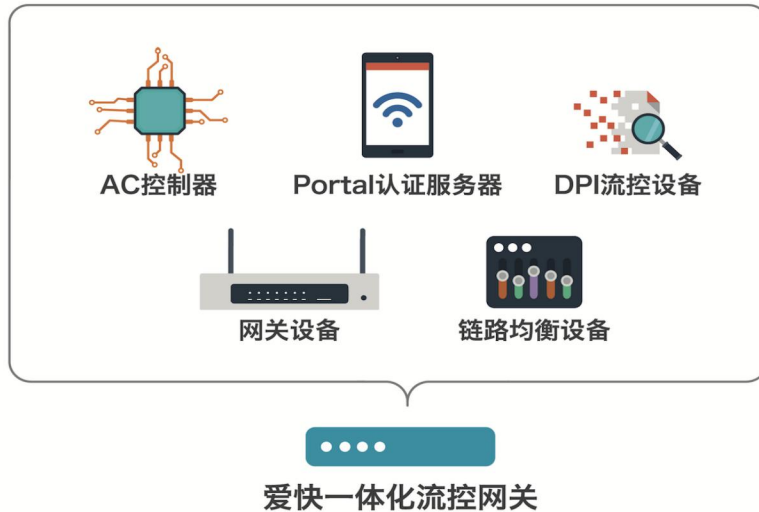 AC控制器
Portal认证服务器
DPI流控设备
网关设备
链路均衡设备
爱快一体化流控网关